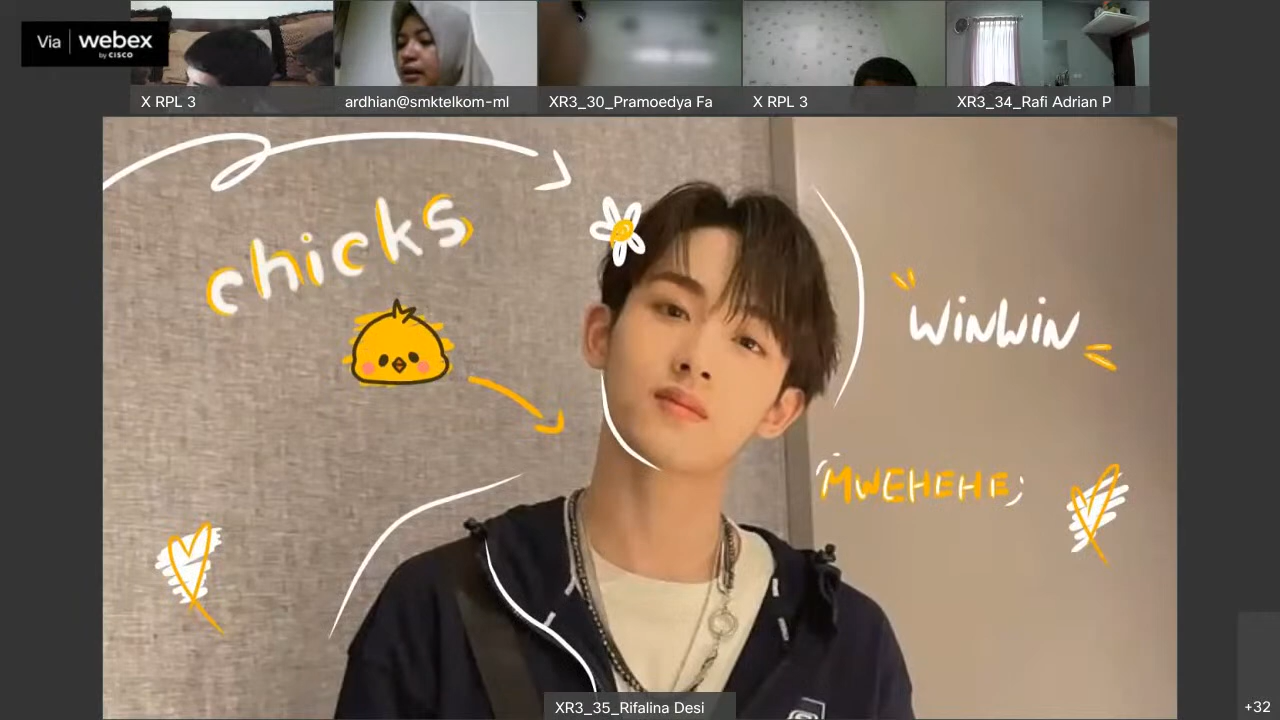 Via webex
by CISCO
X RPL 3
ardhian@smktelkom-ml
XR3_30_Pramoedya Fa
X RPL 3
XR3_34_Rafi Adrian P
chicks
WINWIN
MWEHEHE
XR3_35_Rifalina Desi
+32